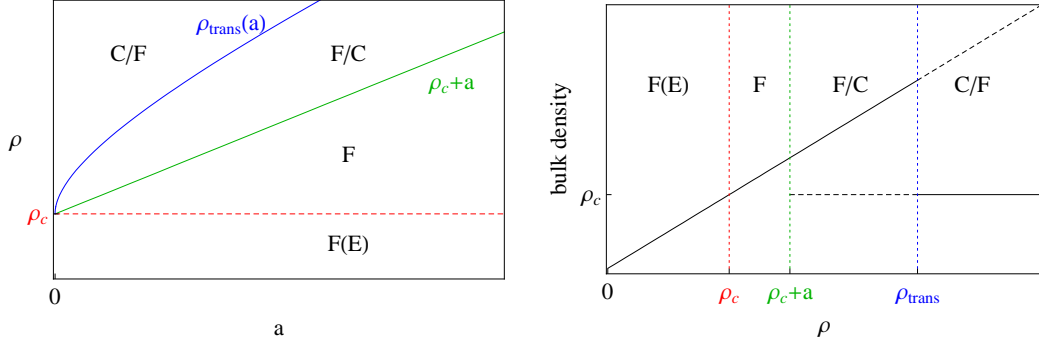 ρtrans(a)
C/F
F/C
ρc+a
ρ
F
ρc
F(E)
0
a
F(E)
F
F/C
C/F
bulk density
ρc
0
ρc
ρc+a
ρtrans
ρ